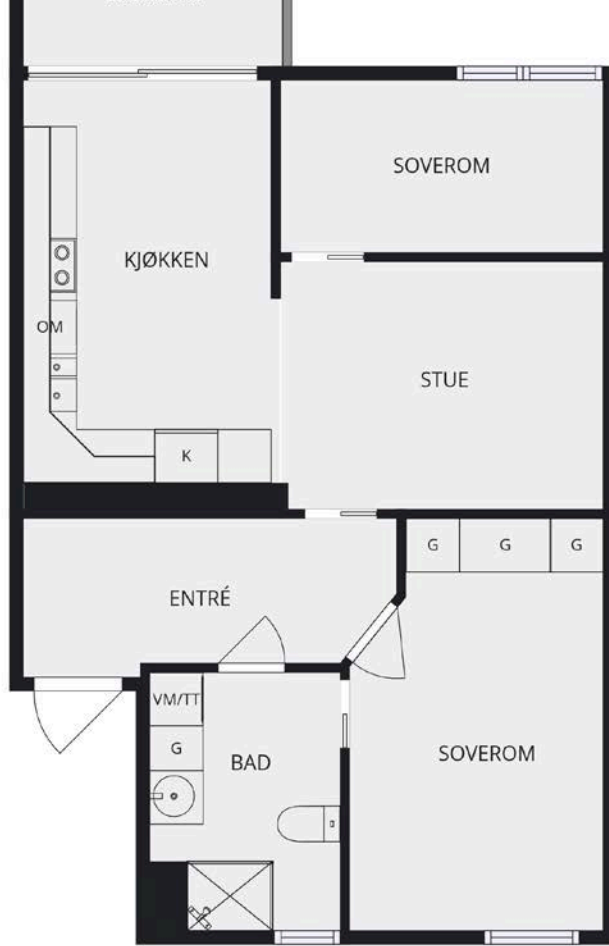 SOVEROM
KJØKKEN
OM
STUE
K
G G G
ENTRÉ
VM/TT
G
BAD
SOVEROM